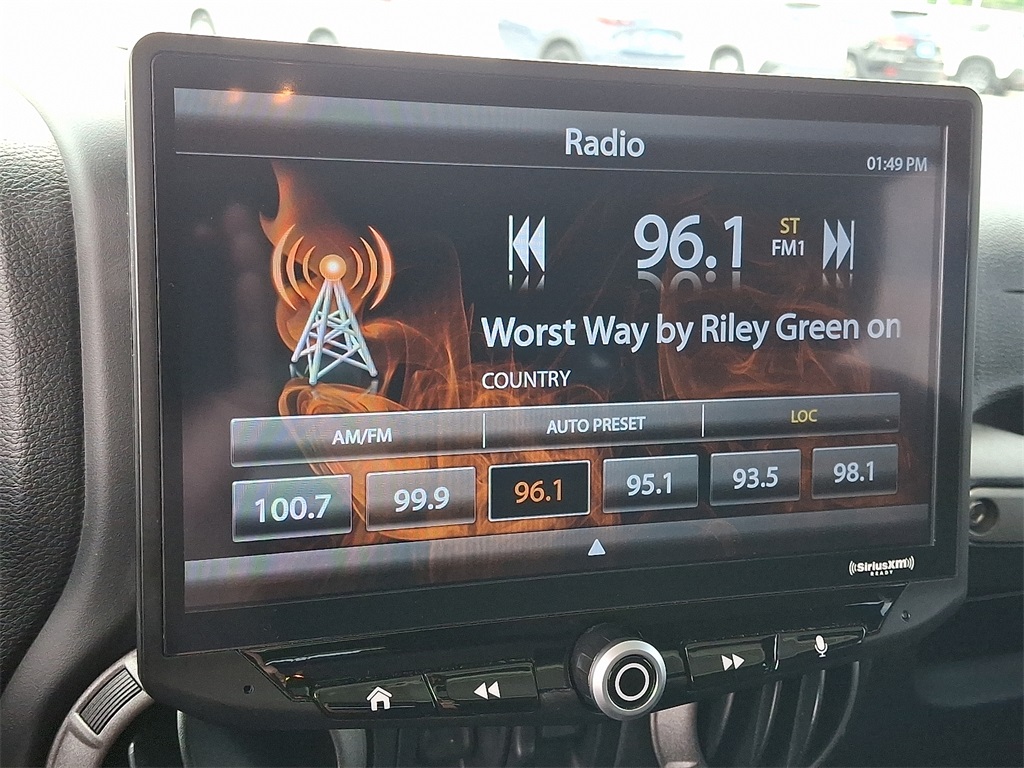 Radio
01:49 PM
96.1
ST
FM1
Worst Way by Riley Green on
COUNTRY
AM/FM AUTO PRESET LOC
100.7 99.9 96.1 95.1 93.5 98.1
SiriusXM
READY